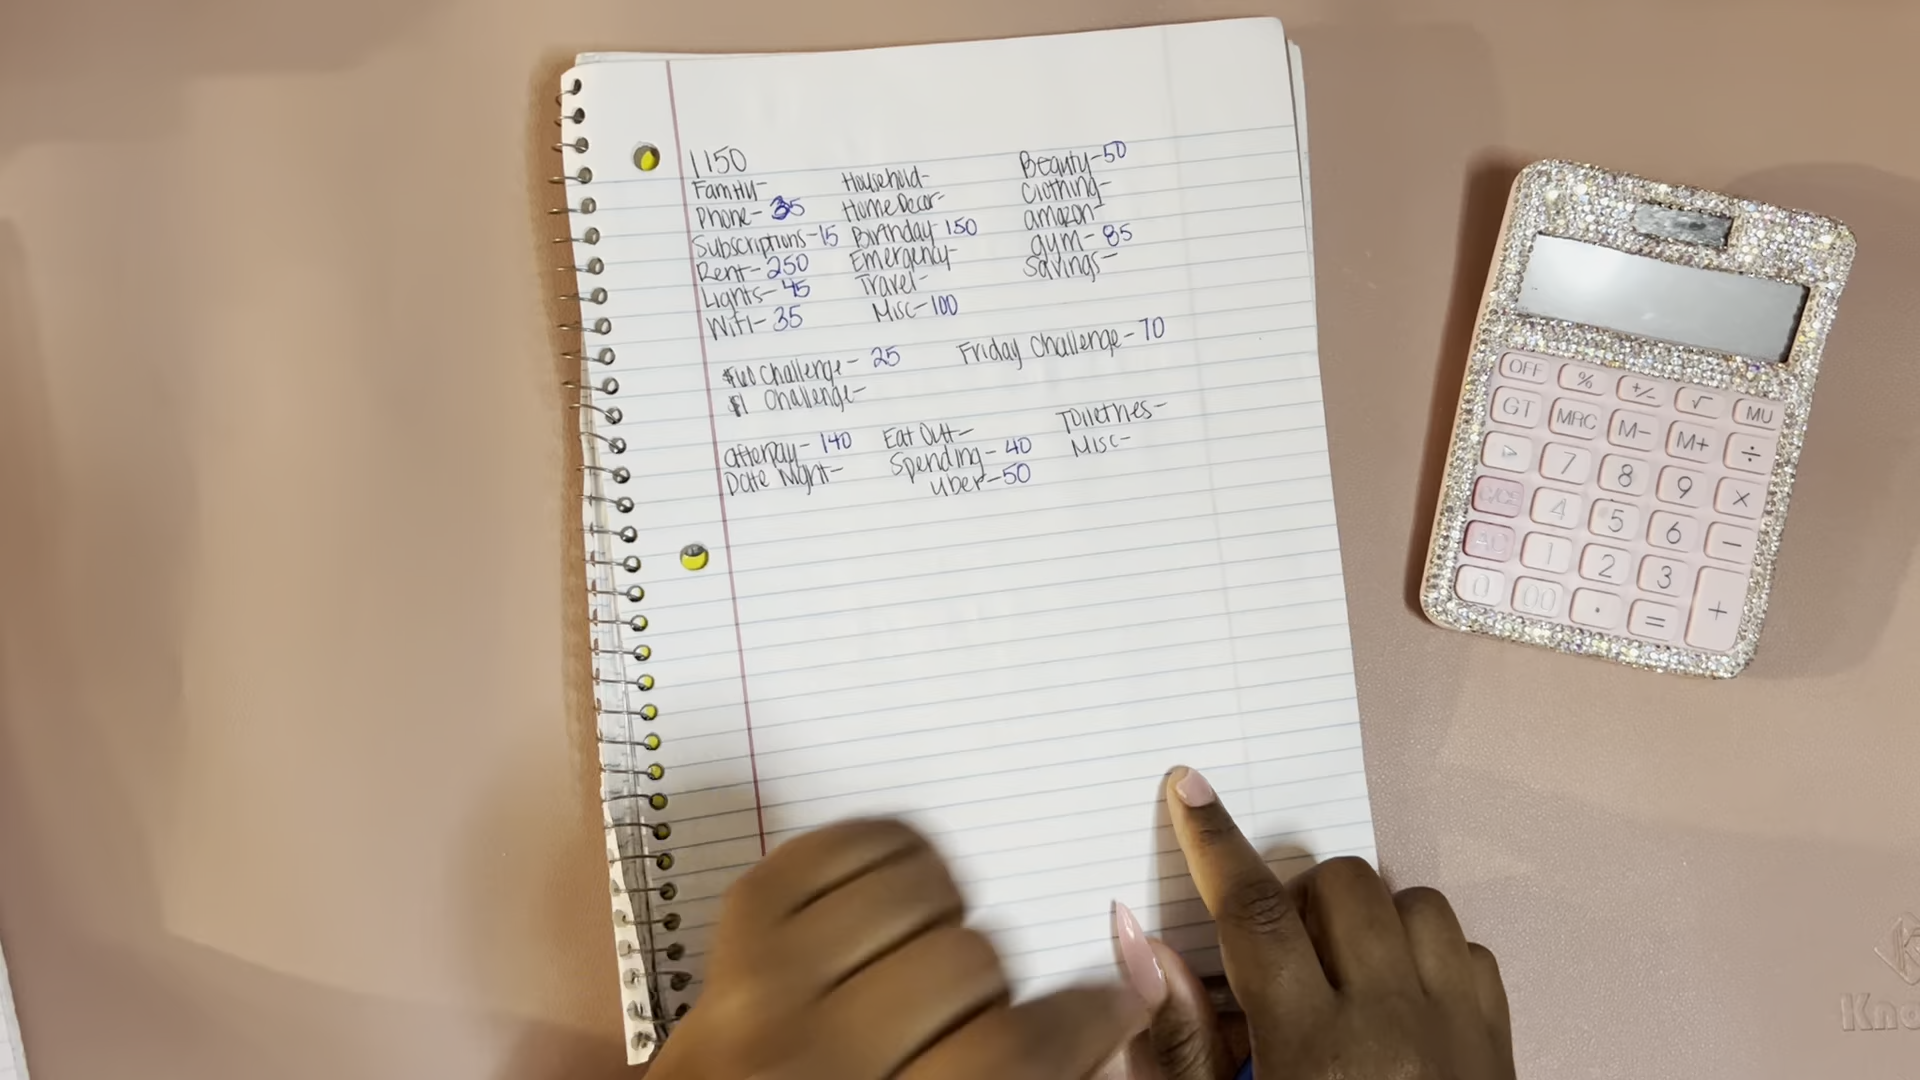 1150
Family-
Phone- 35
Subscriptions-15
Rent- 250
Lights- 45
Wifi- 35
Household-
Home Decor-
Birthday- 150
Emergency-
Travel-
Misc-100
Beauty-50
Clothing-
amazon-
gym- 85
Savings-
Challenge- 25
$1 Challenge-
Friday Challenge- 70
afterpay- 140
Date Night-
Eat Out-
Spending- 40
Uber-50
Toiletries-
Misc-
OFF % +/- √ MU
GT MRC M- M+ ÷
▷ 7 8 9 ×
C/CE 4 5 6 −
AC 1 2 3 +
0 00 . =